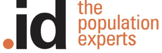 .id
the
population
experts